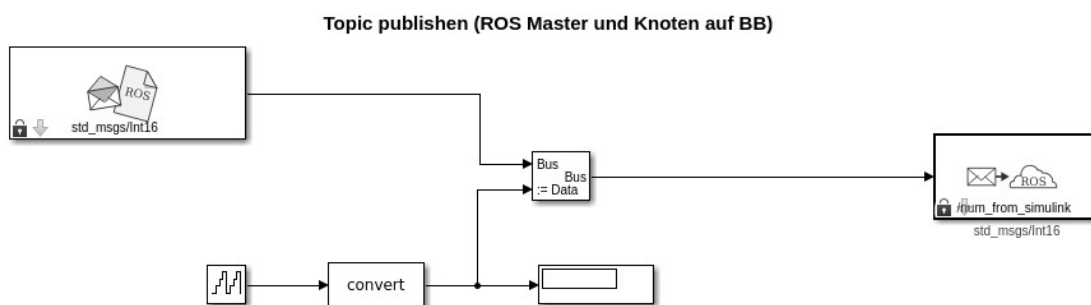 Topic publishen (ROS Master und Knoten auf BB)
ROS
std_msgs/Int16
Bus
Bus
:= Data
ROS
/num_from_simulink
std_msgs/Int16
convert